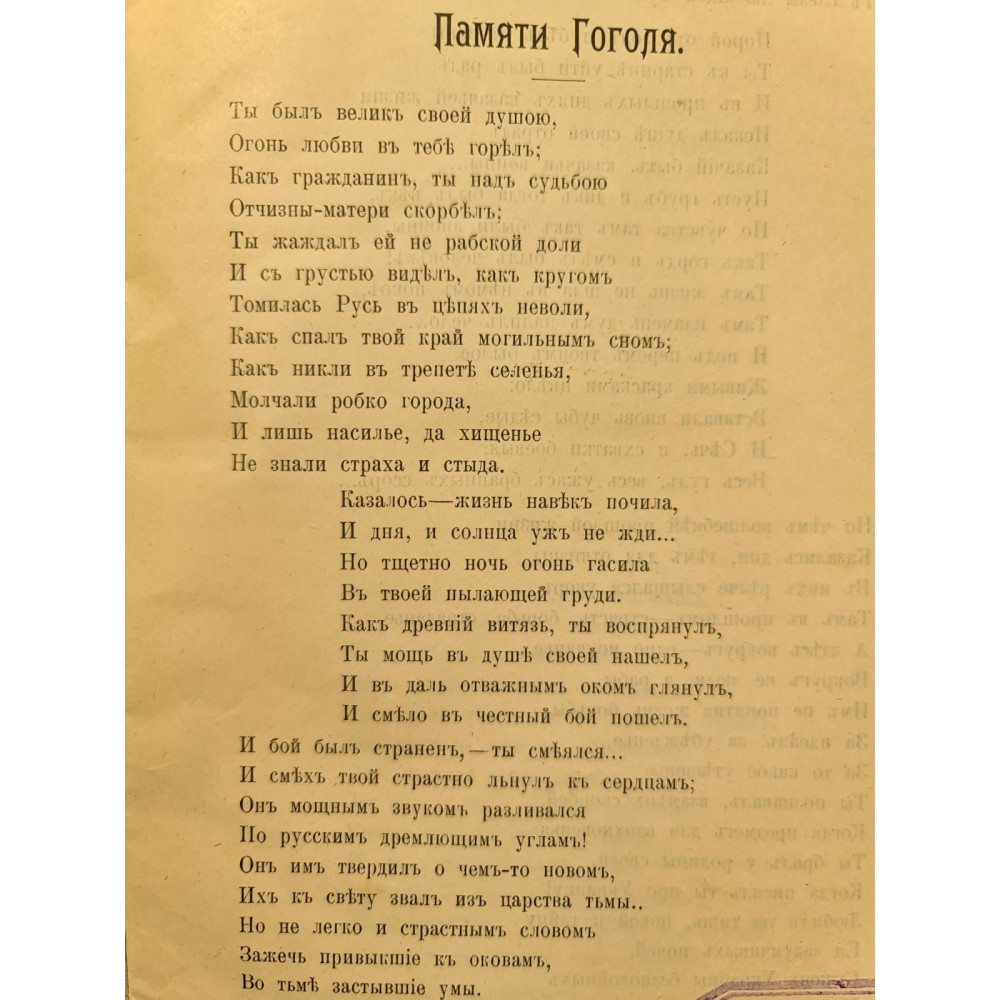 Памяти Гоголя.
Ты былъ великъ своей душою,
Огонь любви въ тебѣ горѣлъ;
Какъ гражданинъ, ты надъ судьбою
Отчизны-матери скорбѣлъ;
Ты жаждалъ ей не рабской доли
И съ грустью видѣлъ, какъ кругомъ
Томилась Русь въ цѣпяхъ неволи,
Какъ спалъ твой край могильнымъ сномъ;
Какъ никли въ трепетѣ селенья,
Молчали робко города,
И лишь насилье, да хищенье
Не знали страха и стыда.
Казалось—жизнь навѣкъ почила,
И дня, и солнца ужъ не жди...
Но тщетно ночь огонь гасила
Въ твоей пылающей груди.
Какъ древній витязь, ты воспрянулъ,
Ты мощь въ душѣ своей нашелъ,
И въ даль отважнымъ окомъ глянулъ,
И смѣло въ честный бой пошелъ.
И бой былъ страненъ,—ты смѣялся...
И смѣхъ твой страстно льнулъ къ сердцамъ;
Онъ мощнымъ звукомъ разливался
По русскимъ дремлющимъ угламъ!
Онъ имъ твердилъ о чемъ-то новомъ,
Ихъ къ свѣту звалъ изъ царства тьмы..
Но не легко и страстнымъ словомъ
Зажечь привыкшіе къ оковамъ,
Во тьмѣ застывшіе умы.